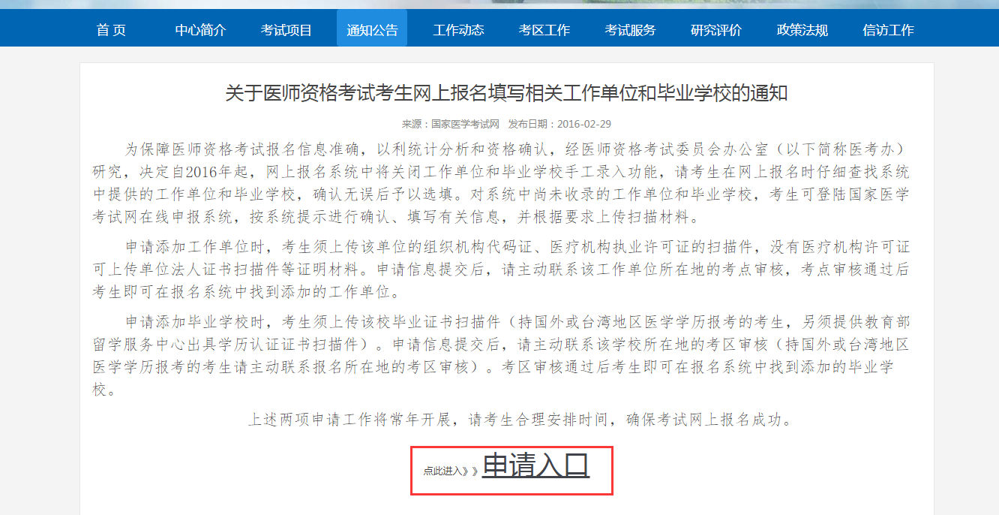 首 页 中心简介 考试项目 通知公告 工作动态 考区工作 考试服务 研究评价 政策法规 信访工作
关于医师资格考试考生网上报名填写相关工作单位和毕业学校的通知
来源：国家医学考试网 发布日期：2016-02-29
为保障医师资格考试报名信息准确，以利统计分析和资格确认，经医师资格考试委员会办公室（以下简称医考办）
研究，决定自2016年起，网上报名系统中将关闭工作单位和毕业学校手工录入功能，请考生在网上报名时仔细查找系统
中提供的工作单位和毕业学校，确认无误后予以选填。对系统中尚未收录的工作单位和毕业学校，考生可登陆国家医学
考试网在线申报系统，按系统提示进行确认、填写有关信息，并根据要求上传扫描材料。
申请添加工作单位时，考生须上传该单位的组织机构代码证、医疗机构执业许可证的扫描件，没有医疗机构许可证
可上传单位法人证书扫描件等证明材料。申请信息提交后，请主动联系该工作单位所在地的考点审核，考点审核通过后
考生即可在报名系统中找到添加的工作单位。
申请添加毕业学校时，考生须上传该校毕业证书扫描件（持国外或台湾地区医学学历报考的考生，另须提供教育部
留学服务中心出具学历认证证书扫描件）。申请信息提交后，请主动联系该学校所在地的考区审核（持国外或台湾地区
医学学历报考的考生请主动联系报名所在地的考区审核）。考区审核通过后考生即可在报名系统中找到添加的毕业学
校。
上述两项申请工作将常年开展，请考生合理安排时间，确保考试网上报名成功。
点此进入》》申请入口